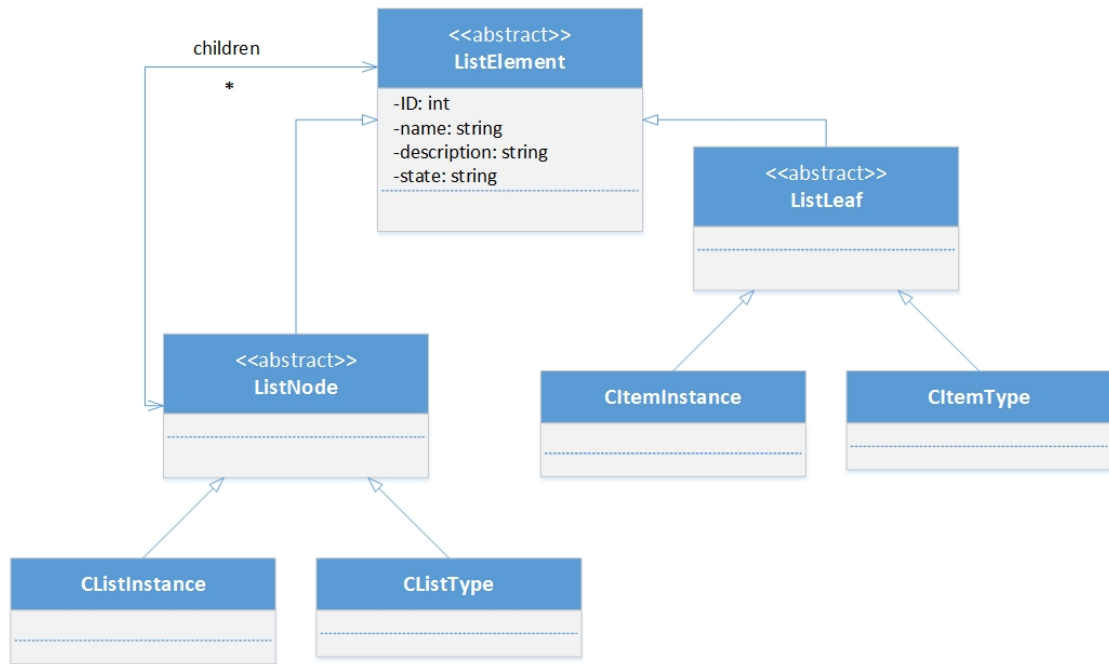 <<abstract>>
ListElement
children
*
-ID: int
-name: string
-description: string
-state: string
<<abstract>>
ListLeaf
<<abstract>>
ListNode
CItemInstance
CItemType
CListInstance
CListType